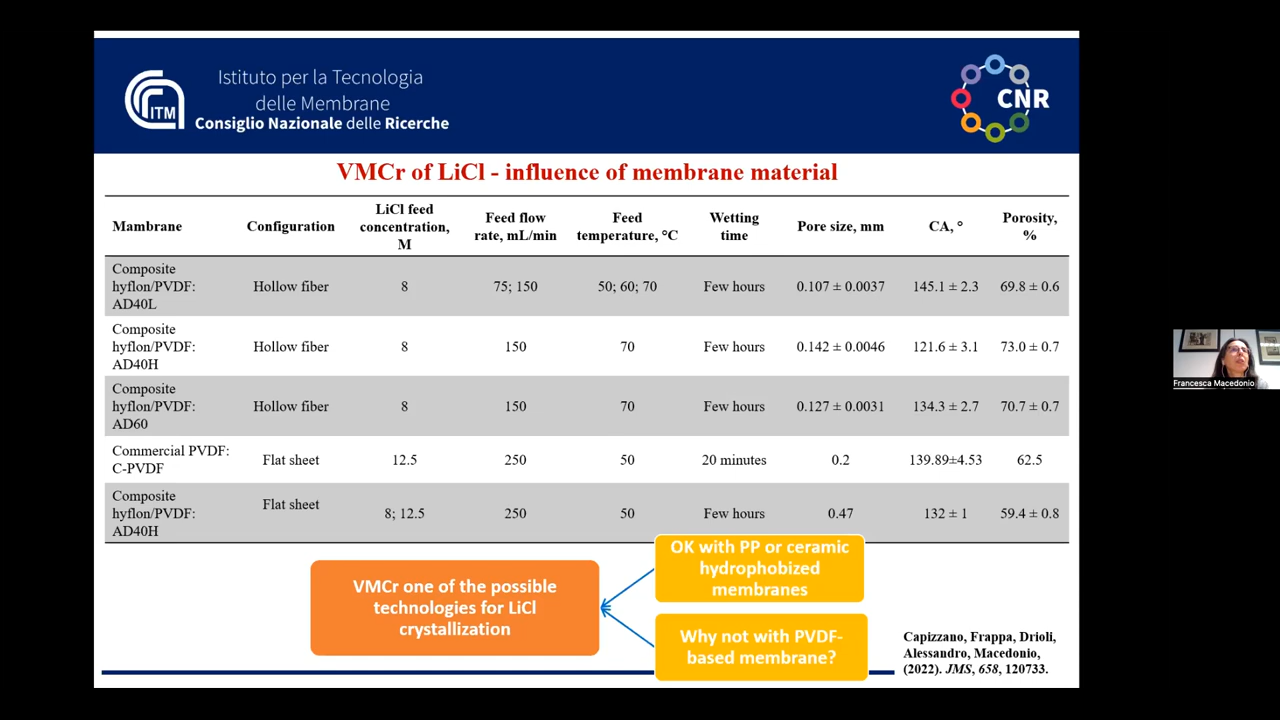 Istituto per la Tecnologia
delle Membrane
Consiglio Nazionale delle Ricerche
ITM
CNR
VMCr of LiCl - influence of membrane material
Mambrane Configuration LiCl feed concentration, M Feed flow rate, mL/min Feed temperature, °C Wetting time Pore size, mm CA, ° Porosity, %
Composite hyflon/PVDF: AD40L Hollow fiber 8 75; 150 50; 60; 70 Few hours 0.107 ± 0.0037 145.1 ± 2.3 69.8 ± 0.6
Composite hyflon/PVDF: AD40H Hollow fiber 8 150 70 Few hours 0.142 ± 0.0046 121.6 ± 3.1 73.0 ± 0.7
Composite hyflon/PVDF: AD60 Hollow fiber 8 150 70 Few hours 0.127 ± 0.0031 134.3 ± 2.7 70.7 ± 0.7
Commercial PVDF: C-PVDF Flat sheet 12.5 250 50 20 minutes 0.2 139.89±4.53 62.5
Composite hyflon/PVDF: AD40H Flat sheet 8; 12.5 250 50 Few hours 0.47 132 ± 1 59.4 ± 0.8
VMCr one of the possible
technologies for LiCl
crystallization
OK with PP or ceramic
hydrophobized
membranes
Why not with PVDF-
based membrane?
Capizzano, Frappa, Drioli,
Alessandro, Macedonio,
(2022). JMS, 658, 120733.
Francesca Macedonio